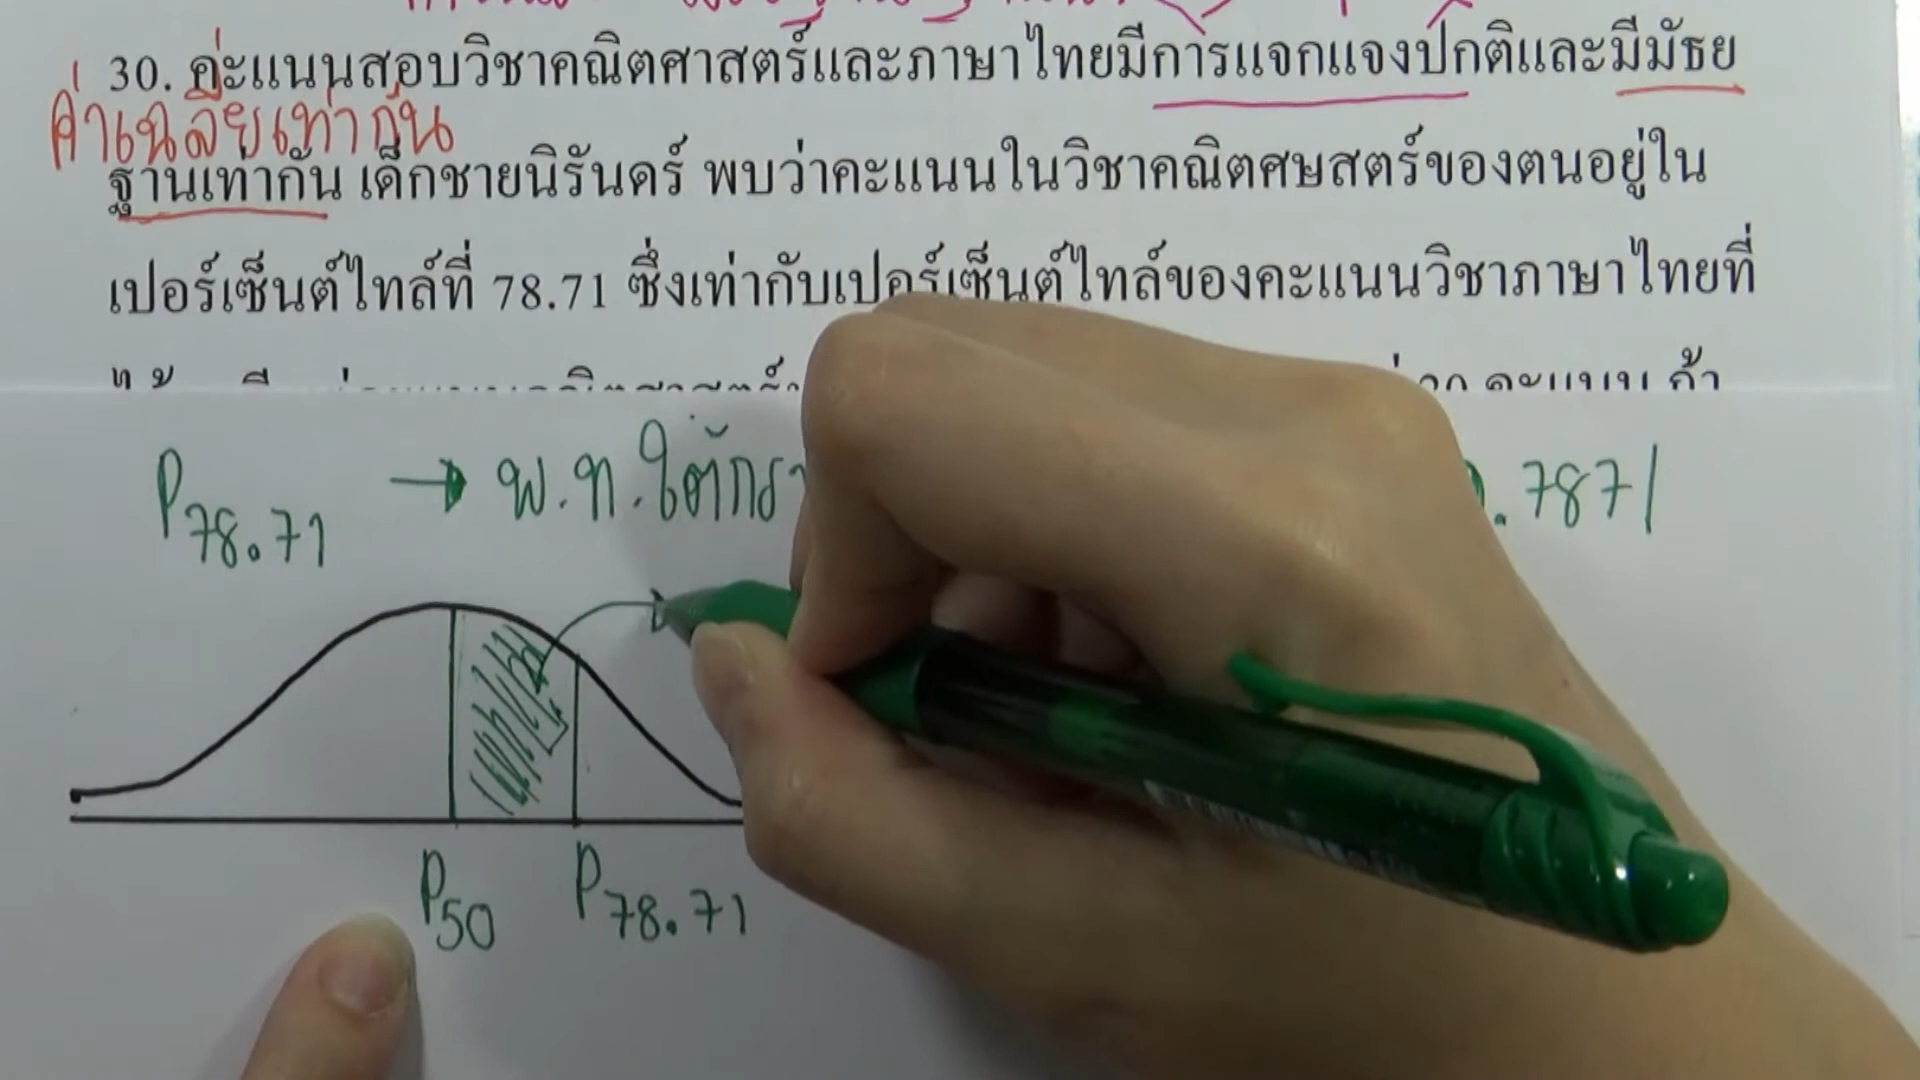 30. คะแนนสอบวิชาคณิตศาสตร์และภาษาไทยมีการแจกแจงปกติและมีมัธย
ค่าเฉลี่ยเท่ากัน
ฐานเท่ากัน เด็กชายนิรันดร์ พบว่าคะแนนในวิชาคณิตศษสตร์ของตนอยู่ใน
เปอร์เซ็นต์ไทล์ที่ 78.71 ซึ่งเท่ากับเปอร์เซ็นต์ไทล์ของคะแนนวิชาภาษาไทยที่
คะแนน ถ้า
P78.71 → พ.ท.ใต้กรา .7871
P50 P78.71